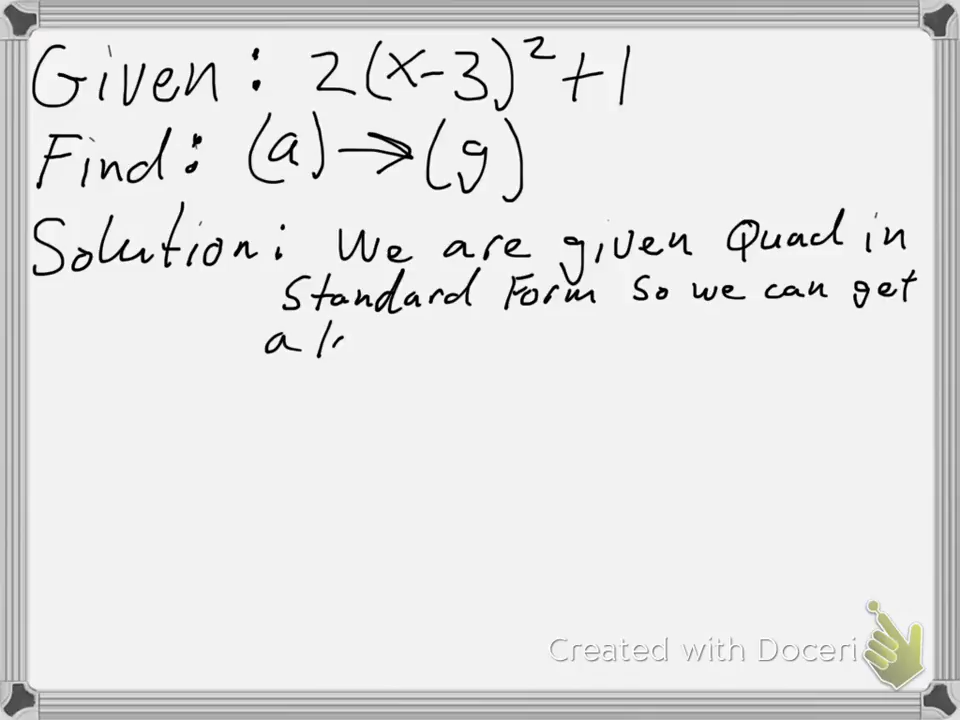 Given: 2(x-3)²+1
Find: (a)→(g)
Solution: We are given Quad in
Standard Form So we can get
a
Created with Doceri